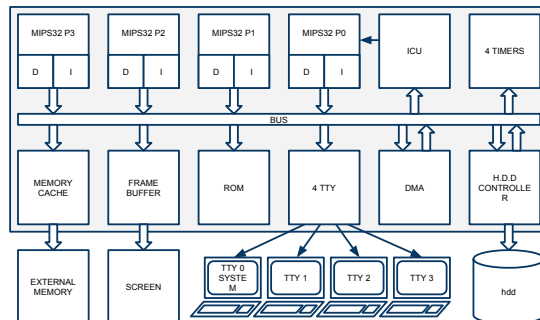 MIPS32 P3
MIPS32 P2
MIPS32 P1
MIPS32 P0
ICU
4 TIMERS
D
I
D
I
D
I
D
I
BUS
MEMORY
CACHE
FRAME
BUFFER
ROM
4 TTY
DMA
H.D.D
CONTROLLE
R
EXTERNAL
MEMORY
SCREEN
TTY 0
SYSTE
M
TTY 1
TTY 2
TTY 3
hdd